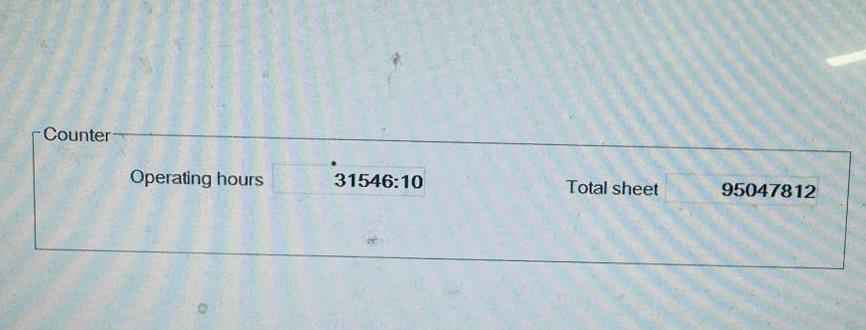 Counter
Operating hours 31546:10 Total sheet 95047812